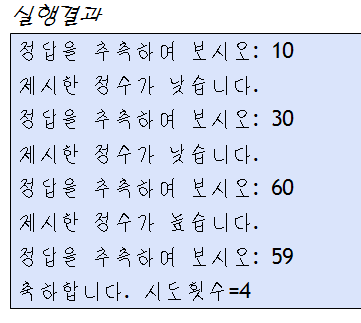 실행결과
정답을 추측하여 보시오: 10
제시한 정수가 낮습니다.
정답을 추측하여 보시오: 30
제시한 정수가 낮습니다.
정답을 추측하여 보시오: 60
제시한 정수가 높습니다.
정답을 추측하여 보시오: 59
축하합니다. 시도횟수=4